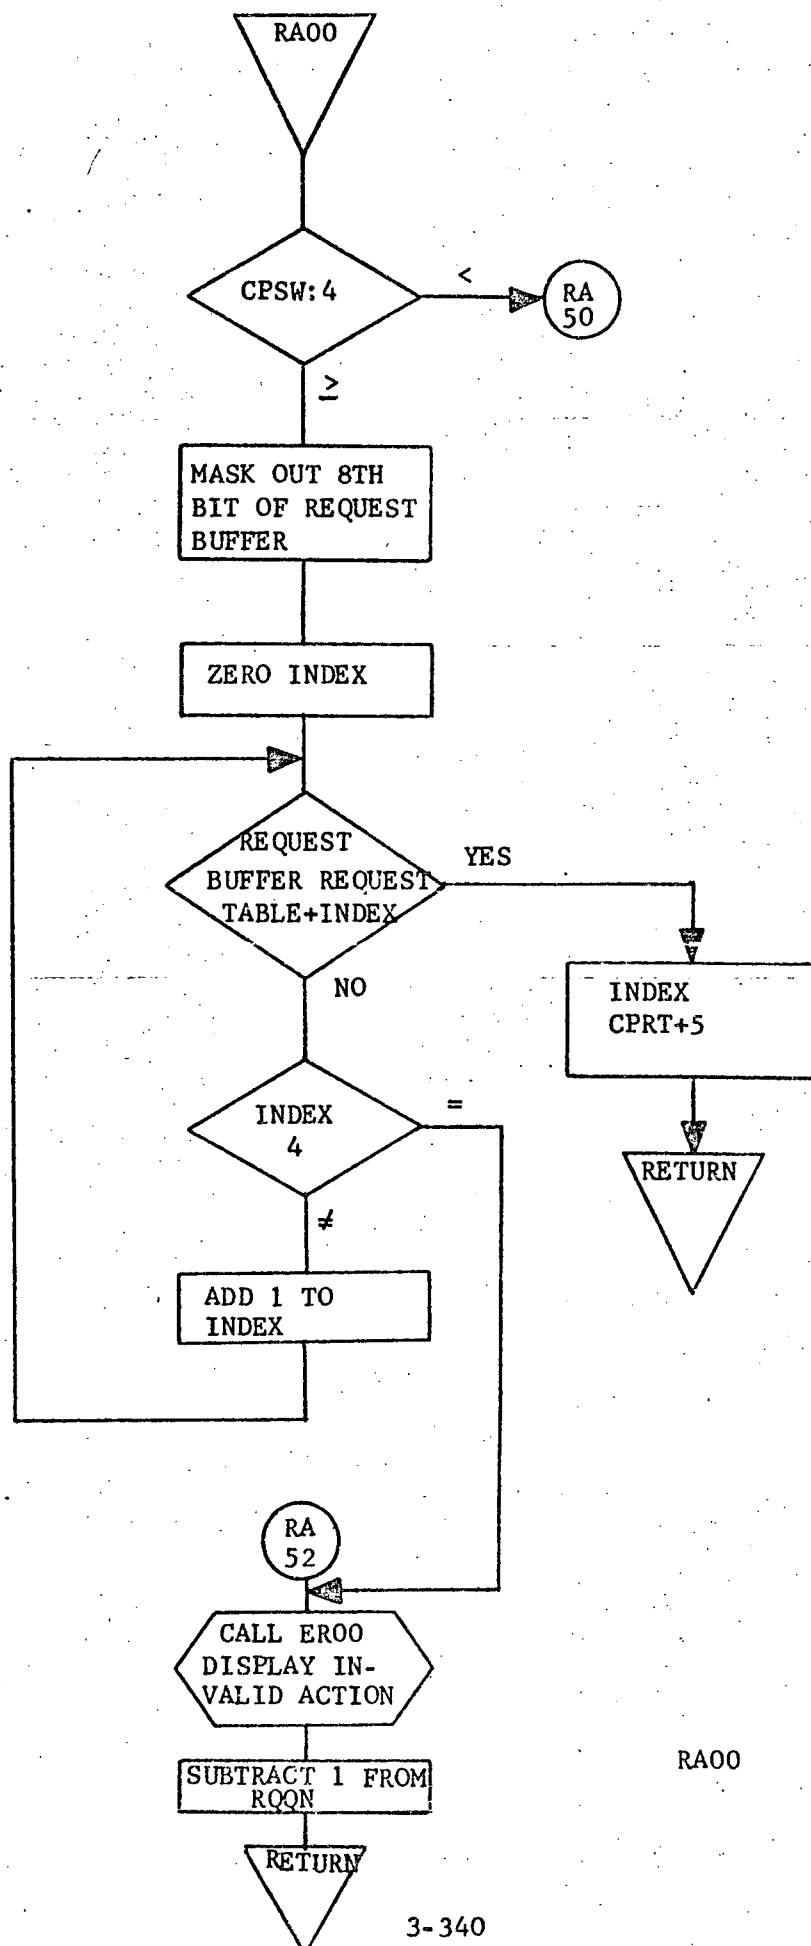 RA00
CPSW:4
<
RA
50
≥
MASK OUT 8TH
BIT OF REQUEST
BUFFER
ZERO INDEX
REQUEST
BUFFER REQUEST
TABLE+INDEX
YES
NO
INDEX
CPRT+5
INDEX
4
=
RETURN
≠
ADD 1 TO
INDEX
RA
52
CALL ER00
DISPLAY IN-
VALID ACTION
SUBTRACT 1 FROM
RQQN
RETURN
RA00
3-340